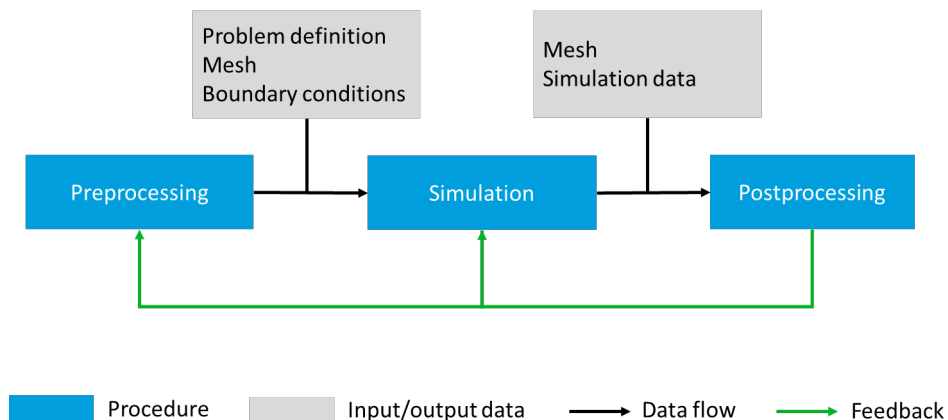 Problem definition
Mesh
Boundary conditions
Mesh
Simulation data
Preprocessing
Simulation
Postprocessing
Procedure
Input/output data
Data flow
Feedback